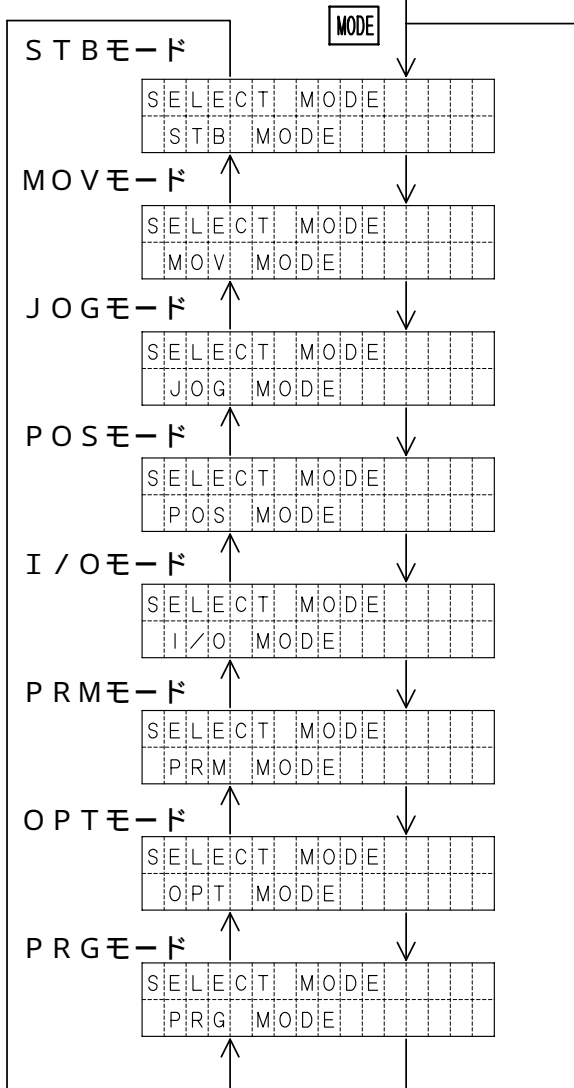 MODE
STBモード
SELECT MODE
STB MODE
MOVモード
SELECT MODE
MOV MODE
JOGモード
SELECT MODE
JOG MODE
POSモード
SELECT MODE
POS MODE
I/Oモード
SELECT MODE
I/O MODE
PRMモード
SELECT MODE
PRM MODE
OPTモード
SELECT MODE
OPT MODE
PRGモード
SELECT MODE
PRG MODE